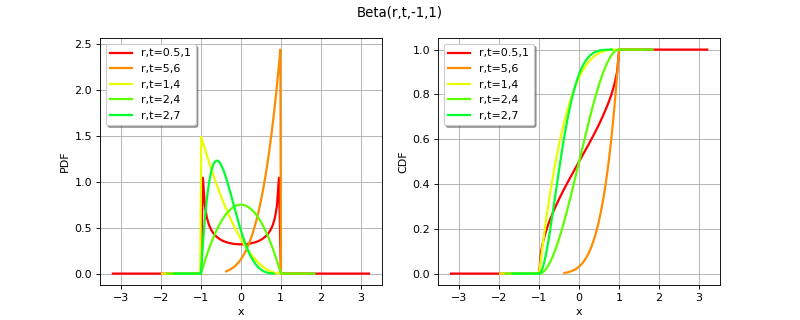 Beta(r,t,-1,1)
2.5
2.0
1.5
1.0
0.5
0.0
PDF
r,t=0.5,1
r,t=5,6
r,t=1,4
r,t=2,4
r,t=2,7
−3 −2 −1 0 1 2 3
x
1.0
0.8
0.6
0.4
0.2
0.0
CDF
r,t=0.5,1
r,t=5,6
r,t=1,4
r,t=2,4
r,t=2,7
−3 −2 −1 0 1 2 3
x